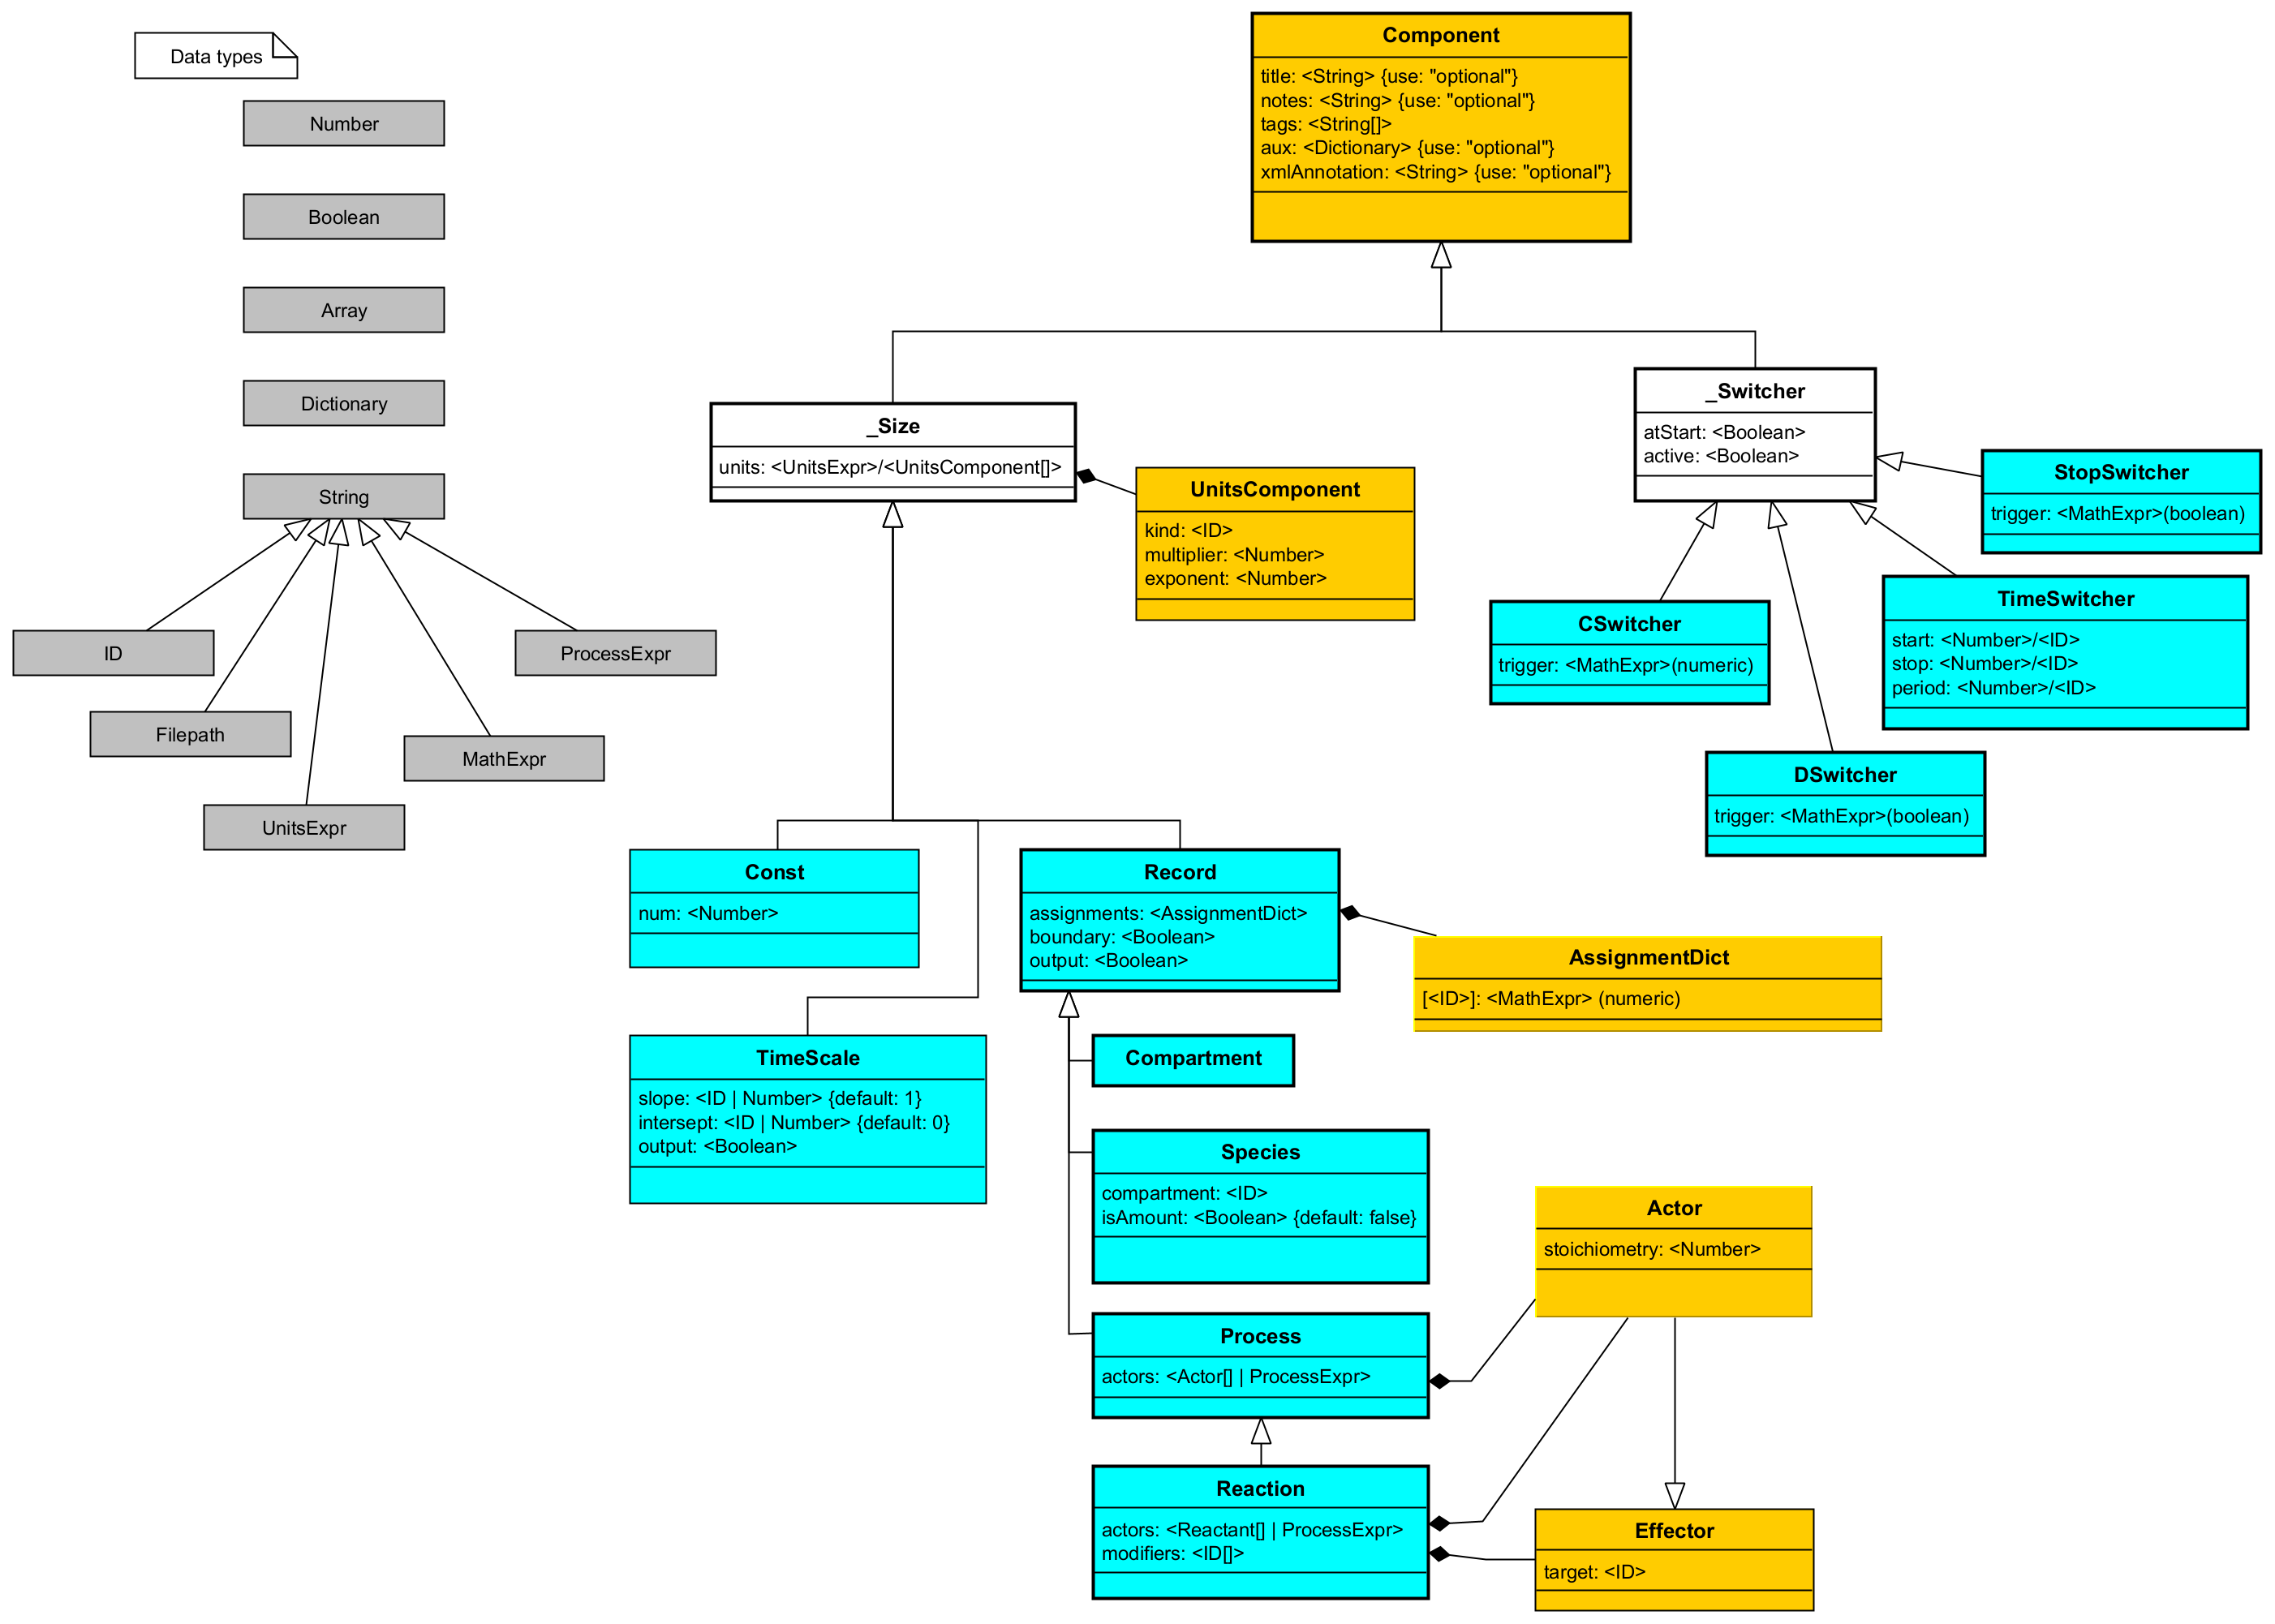 Data types
Number
Boolean
Array
Dictionary
String
ID
ProcessExpr
Filepath
MathExpr
UnitsExpr
Component
title: <String> {use: "optional"}
notes: <String> {use: "optional"}
tags: <String[]>
aux: <Dictionary> {use: "optional"}
xmlAnnotation: <String> {use: "optional"}
_Size
units: <UnitsExpr>/<UnitsComponent[]>
UnitsComponent
kind: <ID>
multiplier: <Number>
exponent: <Number>
_Switcher
atStart: <Boolean>
active: <Boolean>
StopSwitcher
trigger: <MathExpr>(boolean)
CSwitcher
trigger: <MathExpr>(numeric)
TimeSwitcher
start: <Number>/<ID>
stop: <Number>/<ID>
period: <Number>/<ID>
DSwitcher
trigger: <MathExpr>(boolean)
Const
num: <Number>
Record
assignments: <AssignmentDict>
boundary: <Boolean>
output: <Boolean>
AssignmentDict
[<ID>]: <MathExpr> (numeric)
TimeScale
slope: <ID | Number> {default: 1}
intersept: <ID | Number> {default: 0}
output: <Boolean>
Compartment
Species
compartment: <ID>
isAmount: <Boolean> {default: false}
Actor
stoichiometry: <Number>
Process
actors: <Actor[] | ProcessExpr>
Reaction
actors: <Reactant[] | ProcessExpr>
modifiers: <ID[]>
Effector
target: <ID>